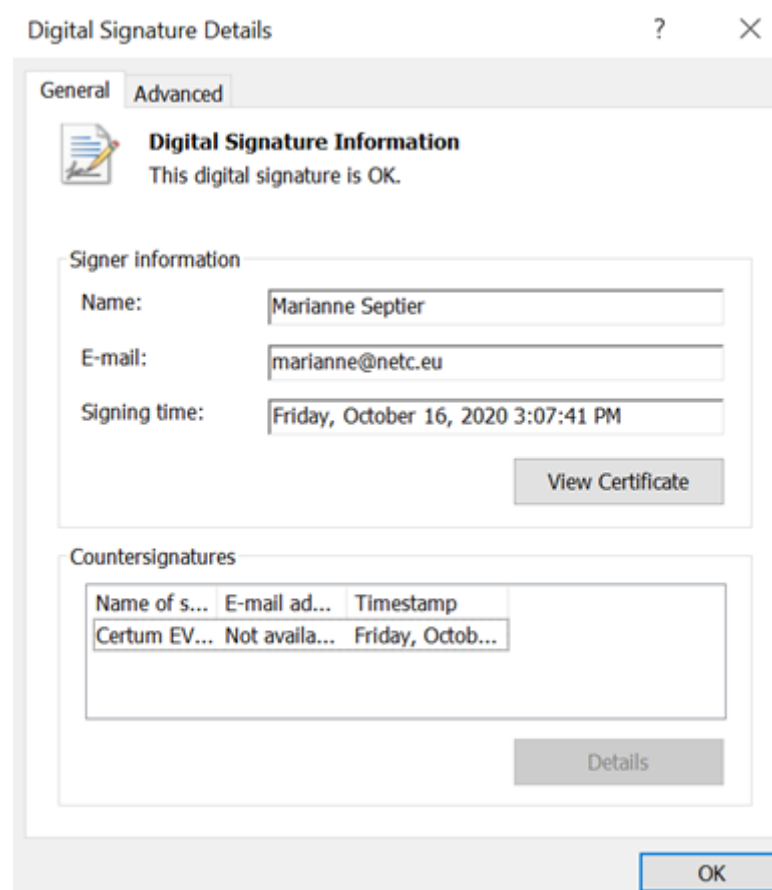 Digital Signature Details
General Advanced
Digital Signature Information
This digital signature is OK.
Signer information
Name: Marianne Septier
E-mail: marianne@netc.eu
Signing time: Friday, October 16, 2020 3:07:41 PM
View Certificate
Countersignatures
Name of s... E-mail ad... Timestamp
Certum EV... Not availa... Friday, Octob...
Details
OK